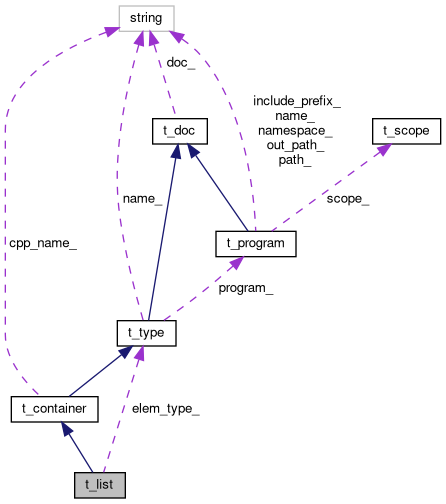 string
doc_
include_prefix_
name_
namespace_
out_path_
path_
t_doc
t_scope
name_
scope_
cpp_name_
t_program
program_
t_type
t_container
elem_type_
t_list